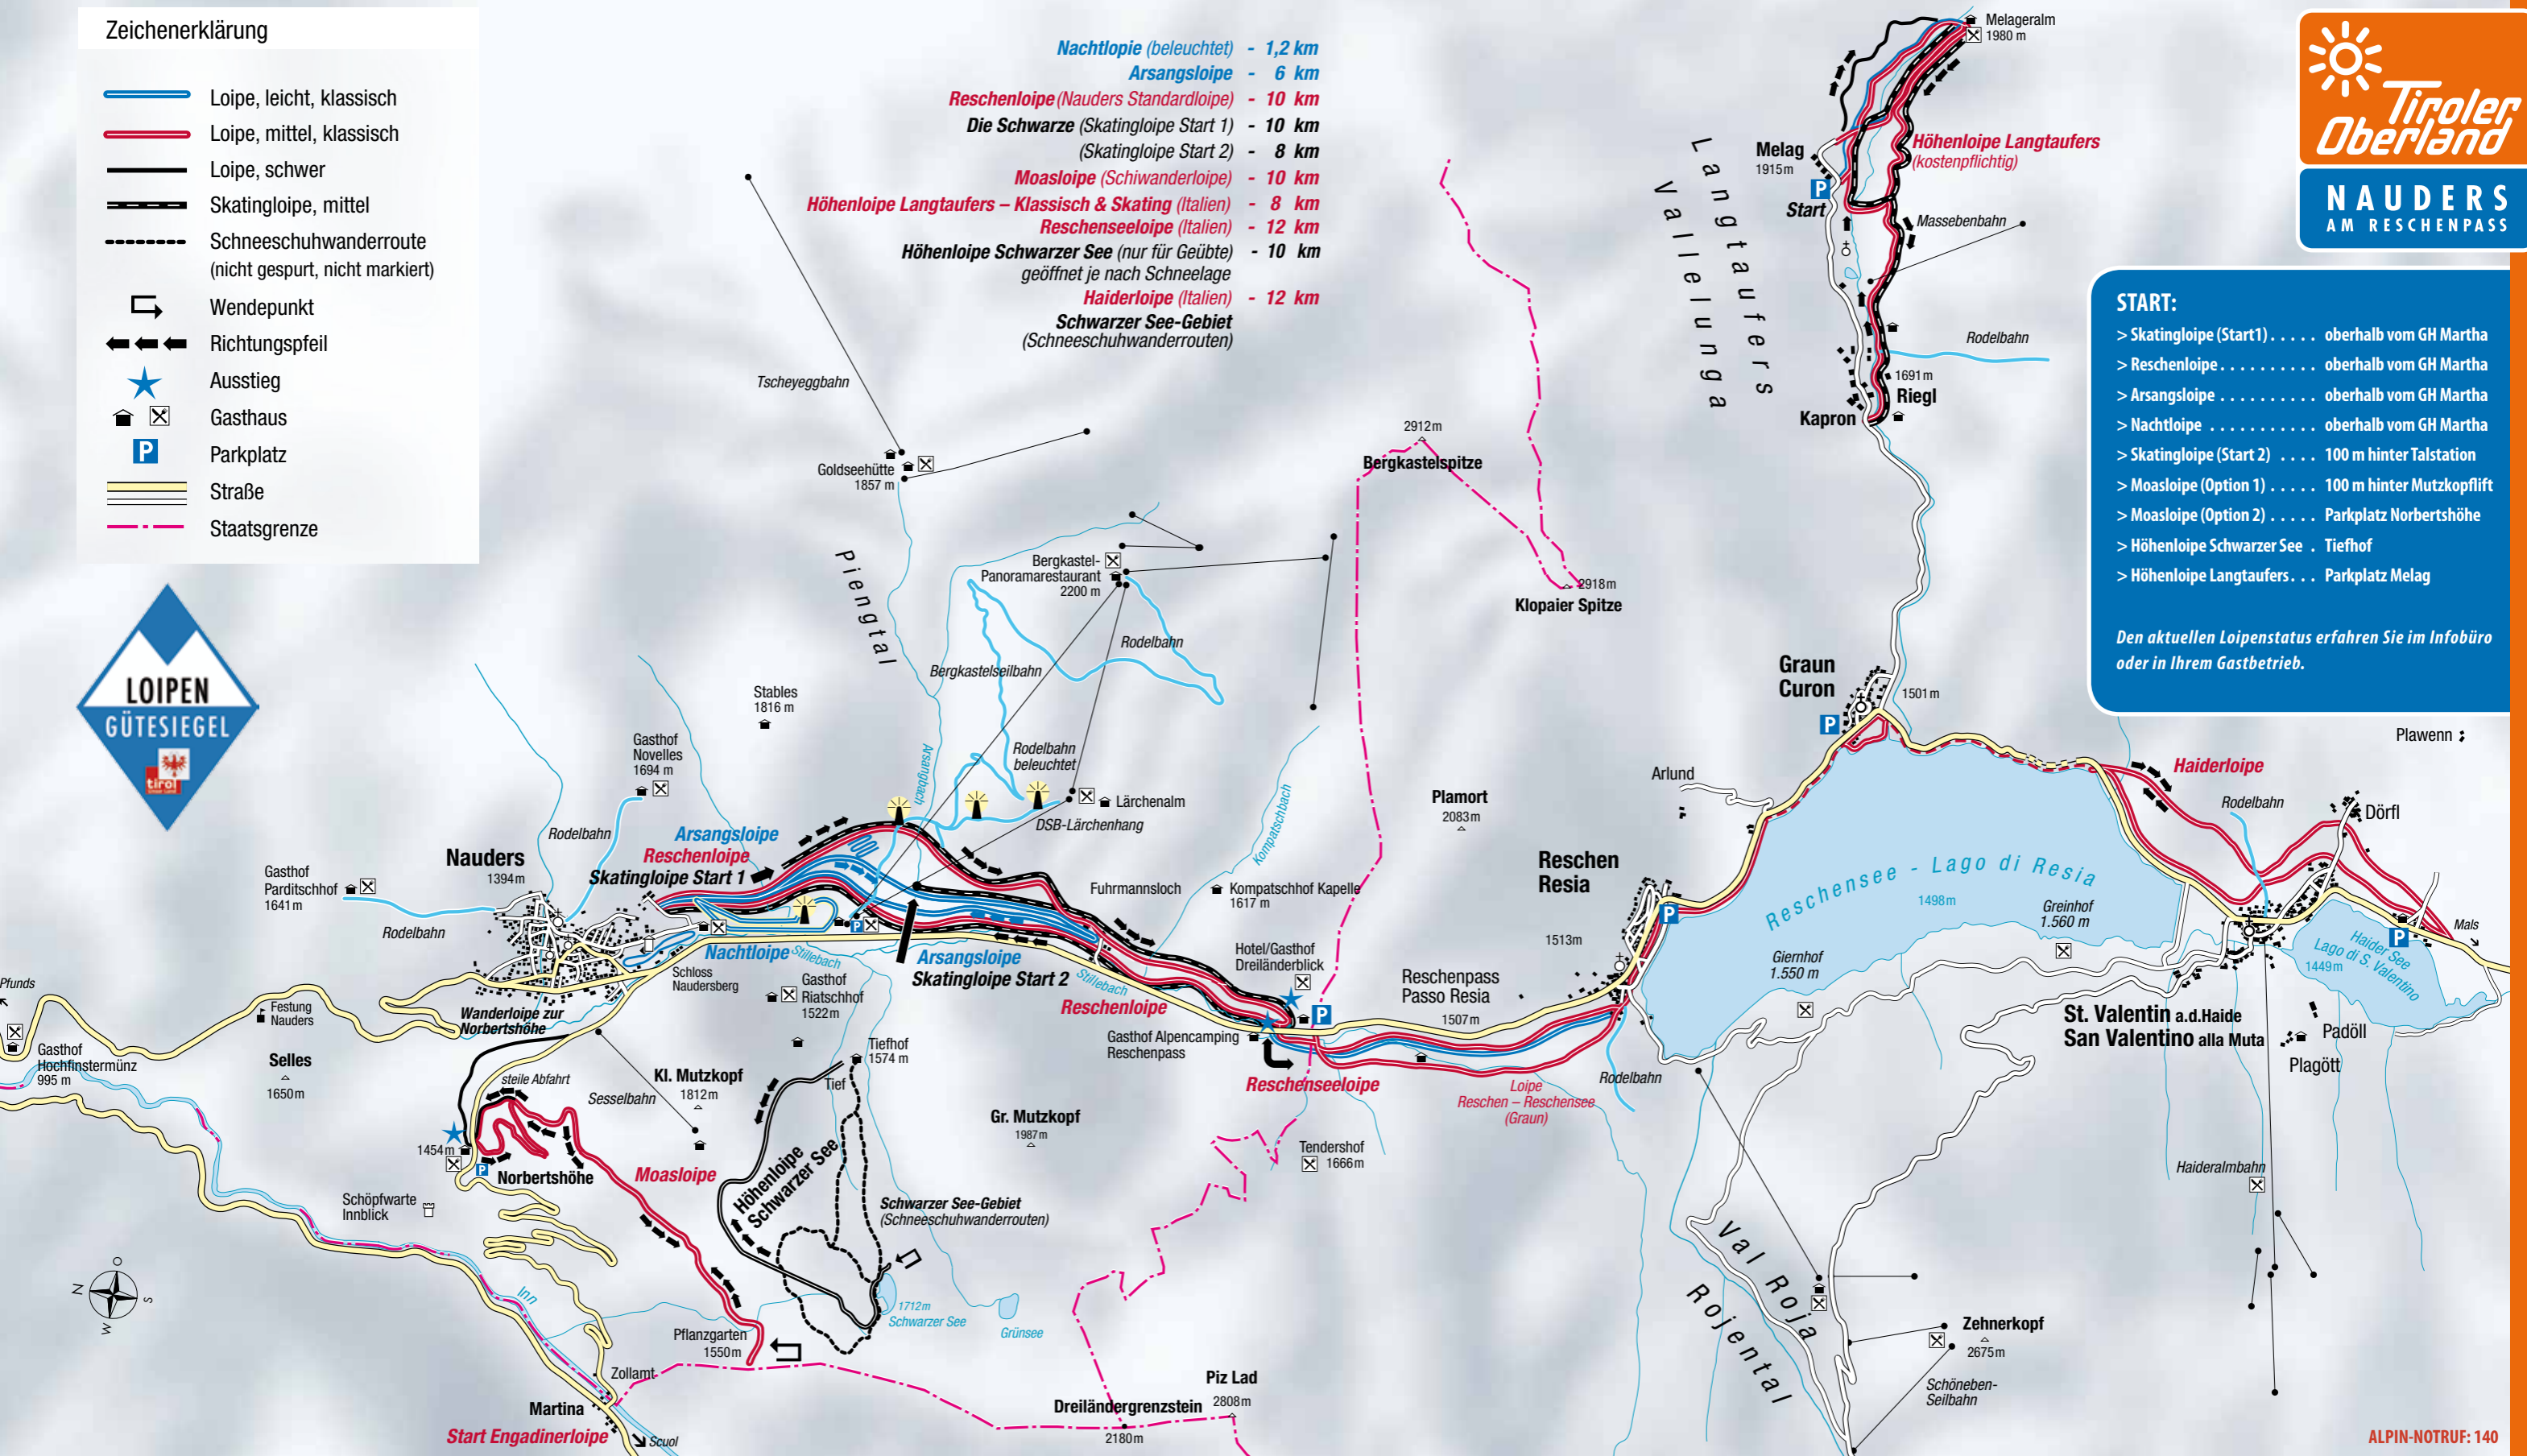 Zeichenerklärung
Loipe, leicht, klassisch
Loipe, mittel, klassisch
Loipe, schwer
Skatingloipe, mittel
Schneeschuhwanderroute
(nicht gespurt, nicht markiert)
Wendepunkt
Richtungspfeil
Ausstieg
Gasthaus
P Parkplatz
Straße
Staatsgrenze
LOIPEN
GÜTESIEGEL
tirol
Nachtlopie (beleuchtet) - 1,2 km
Arsangsloipe - 6 km
Reschenloipe (Nauders Standardloipe) - 10 km
Die Schwarze (Skatingloipe Start 1) - 10 km
(Skatingloipe Start 2) - 8 km
Moasloipe (Schiwanderloipe) - 10 km
Höhenloipe Langtaufers – Klassisch & Skating (Italien) - 8 km
Reschenseeloipe (Italien) - 12 km
Höhenloipe Schwarzer See (nur für Geübte) - 10 km
geöffnet je nach Schneelage
Haiderloipe (Italien) - 12 km
Schwarzer See-Gebiet
(Schneeschuhwanderrouten)
Tiroler
Oberland
NAUDERS
AM RESCHENPASS
START:
> Skatingloipe (Start1) . . . . . oberhalb vom GH Martha
> Reschenloipe . . . . . . . . . . oberhalb vom GH Martha
> Arsangsloipe . . . . . . . . . . oberhalb vom GH Martha
> Nachtloipe . . . . . . . . . . . oberhalb vom GH Martha
> Skatingloipe (Start 2) . . . . 100 m hinter Talstation
> Moasloipe (Option 1) . . . . . 100 m hinter Mutzkopflift
> Moasloipe (Option 2) . . . . . Parkplatz Norbertshöhe
> Höhenloipe Schwarzer See . Tiefhof
> Höhenloipe Langtaufers . . . Parkplatz Melag
Den aktuellen Loipenstatus erfahren Sie im Infobüro
oder in Ihrem Gastbetrieb.
Melageralm
1980 m
Langtaufers
Vallelunga
Melag
1915m
P
Start
Höhenloipe Langtaufers
(kostenpflichtig)
Massebenbahn
Rodelbahn
1691m
Riegl
Kapron
Tscheyeggbahn
Goldseehütte
1857 m
2912m
Bergkastelspitze
2918m
Klopaier Spitze
Piengtal
Bergkastel-
Panoramarestaurant
2200 m
Rodelbahn
Bergkastelseilbahn
Stables
1816 m
Gasthof
Novelles
1694 m
Rodelbahn
Arsangbach
Rodelbahn
beleuchtet
Lärchenalm
DSB-Lärchenhang
Kompatschbach
Graun
Curon
1501m
P
Plawenn
Haiderloipe
Rodelbahn
Dörfl
Arlund
Plamort
2083m
Nauders
1394m
Gasthof
Parditschhof
1641m
Rodelbahn
Arsangsloipe
Reschenloipe
Skatingloipe Start 1
Fuhrmannsloch
Kompatschhof Kapelle
1617 m
Reschen
Resia
P
1513m
Reschensee - Lago di Resia
1498m
Greinhof
1.560 m
Giernhof
1.550 m
Mals
P
Haider See
Lago di S. Valentino
1449m
Pfunds
Festung
Nauders
Schloss
Naudersberg
Nachtloipe
Stillebach
P
Arsangsloipe
Skatingloipe Start 2
Gasthof
Riatschhof
1522m
Stillebach
Reschenloipe
Hotel/Gasthof
Dreiländerblick
P
Reschenpass
Passo Resia
1507m
Gasthof Alpencamping
Reschenpass
Reschenseeloipe
Loipe
Reschen – Reschensee
(Graun)
Rodelbahn
St. Valentin a.d.Haide
San Valentino alla Muta
Padöll
Plagött
Gasthof
Hochfinstermünz
995 m
Wanderloipe zur
Norbertshöhe
Selles
1650m
steile Abfahrt
Sesselbahn
Kl. Mutzkopf
1812m
Tiefhof
1574 m
Tief
Gr. Mutzkopf
1987m
Tendershof
1666m
1454m
P
Norbertshöhe
Moasloipe
Höhenloipe
Schwarzer See
Schwarzer See-Gebiet
(Schneeschuhwanderrouten)
Schöpfwarte
Innblick
Haideralmbahn
N
O
S
W
Inn
1712m
Schwarzer See
Grünsee
Pflanzgarten
1550m
Zollamt
Martina
Start Engadinerloipe
Scuol
Dreiländergrenzstein
2180m
Piz Lad
2808m
Val Roja
Rojental
Zehnerkopf
2675m
Schöneben-
Seilbahn
ALPIN-NOTRUF: 140